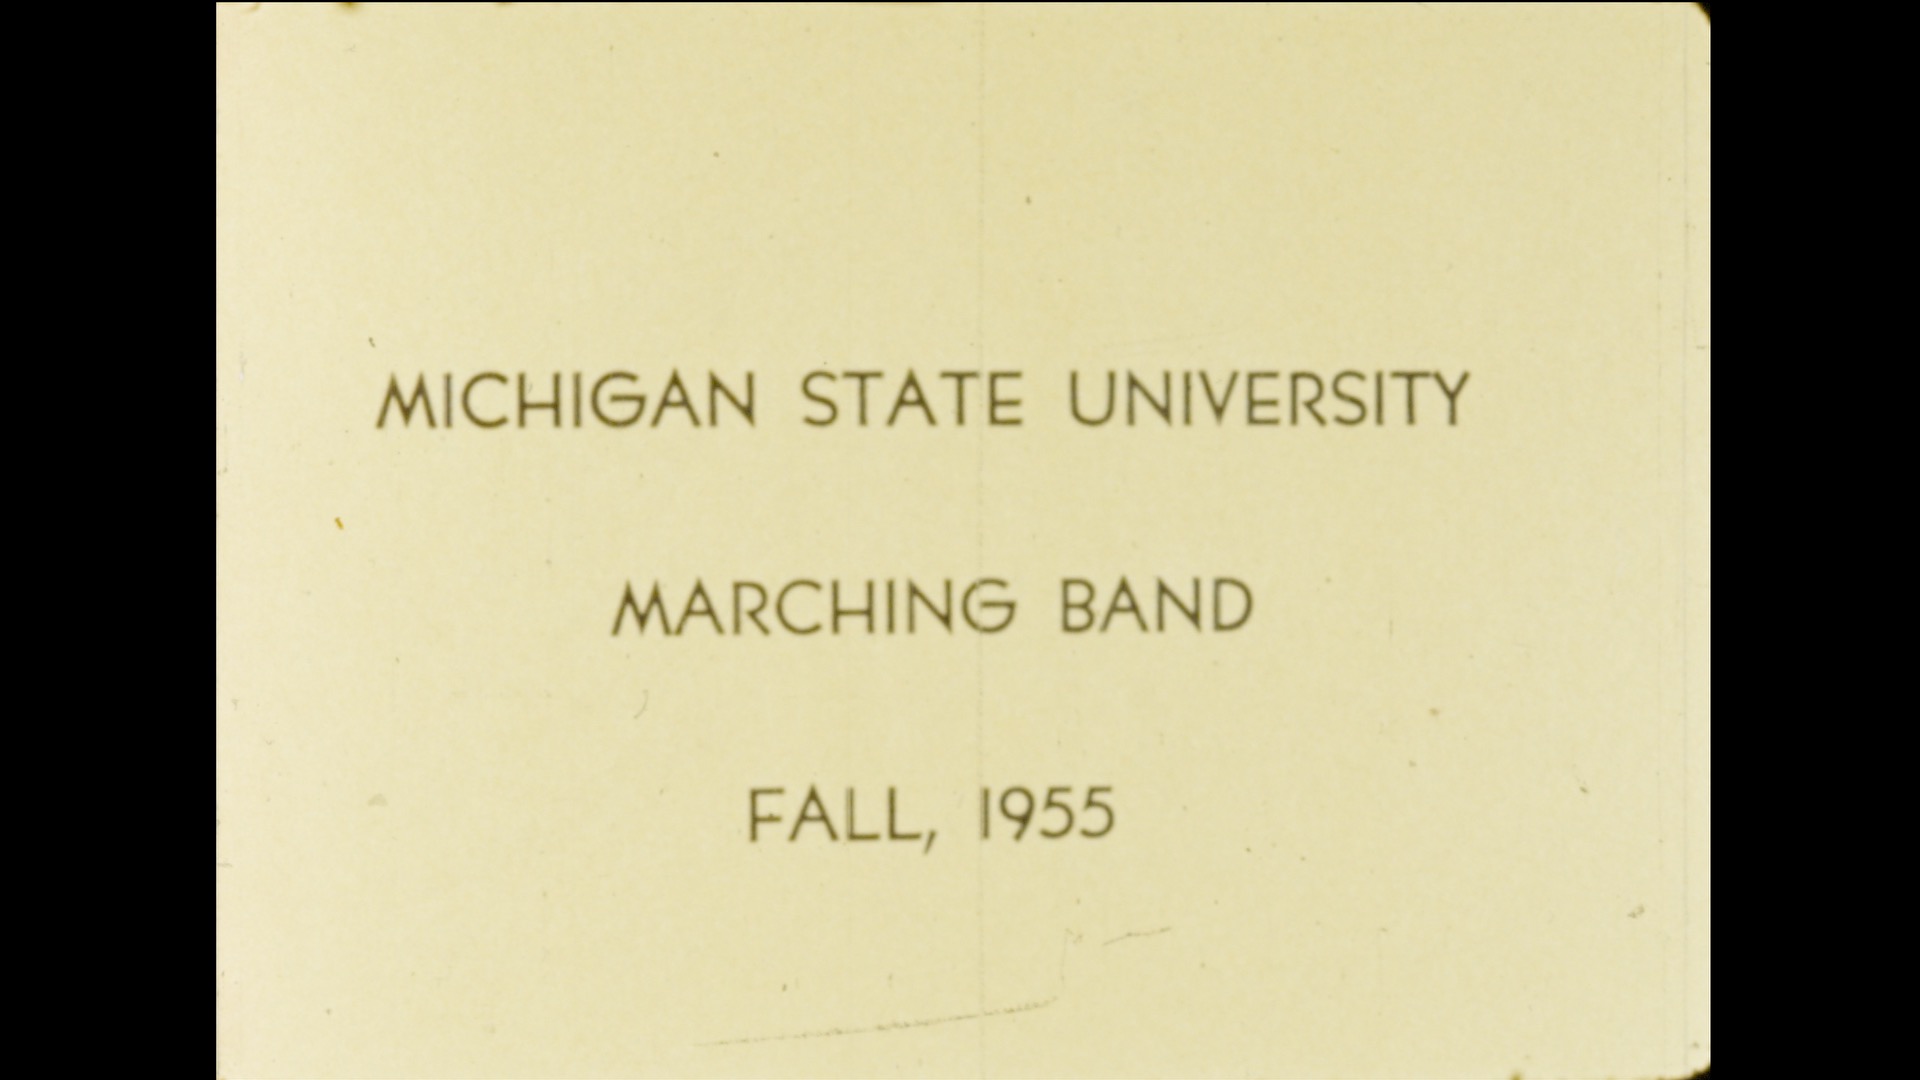 MICHIGAN STATE UNIVERSITY
MARCHING BAND
FALL, 1955